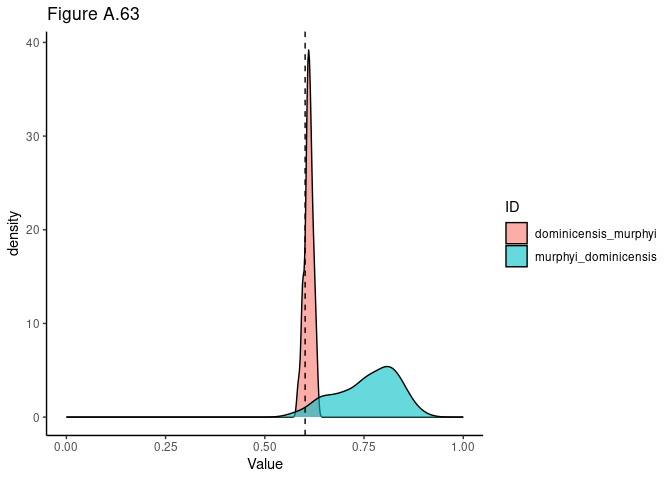 Figure A.63
40
30
20
10
0
density
0.00 0.25 0.50 0.75 1.00
Value
ID
dominicensis_murphyi
murphyi_dominicensis